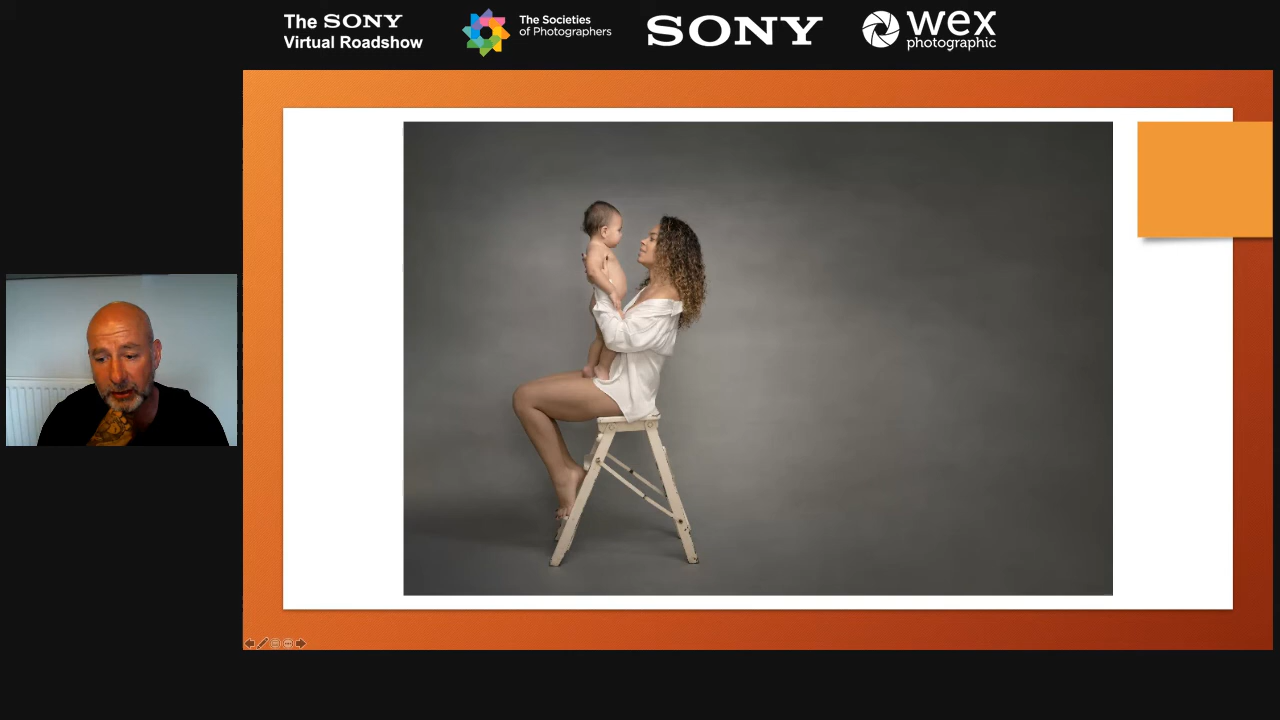 The SONY
Virtual Roadshow
The Societies
of Photographers
SONY
wex
photographic